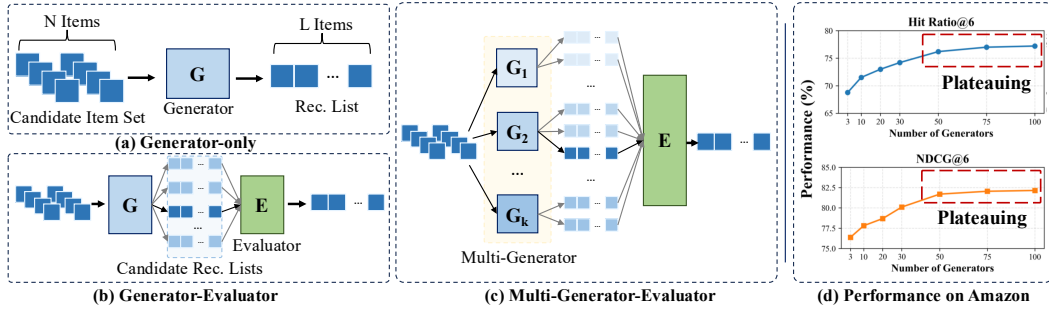 N Items
L Items
G
...
Candidate Item Set
Generator
Rec. List
(a) Generator-only
G
...
...
...
...
...
E
...
Evaluator
Candidate Rec. Lists
(b) Generator-Evaluator
G1
G2
...
Gk
...
...
...
...
...
...
...
...
E
...
Multi-Generator
(c) Multi-Generator-Evaluator
Performance (%)
Hit Ratio@6
80
75
70
65
Plateauing
3 10 20 30 50 75 100
Number of Generators
NDCG@6
85.0
82.5
80.0
77.5
75.0
Plateauing
3 10 20 30 50 75 100
Number of Generators
(d) Performance on Amazon